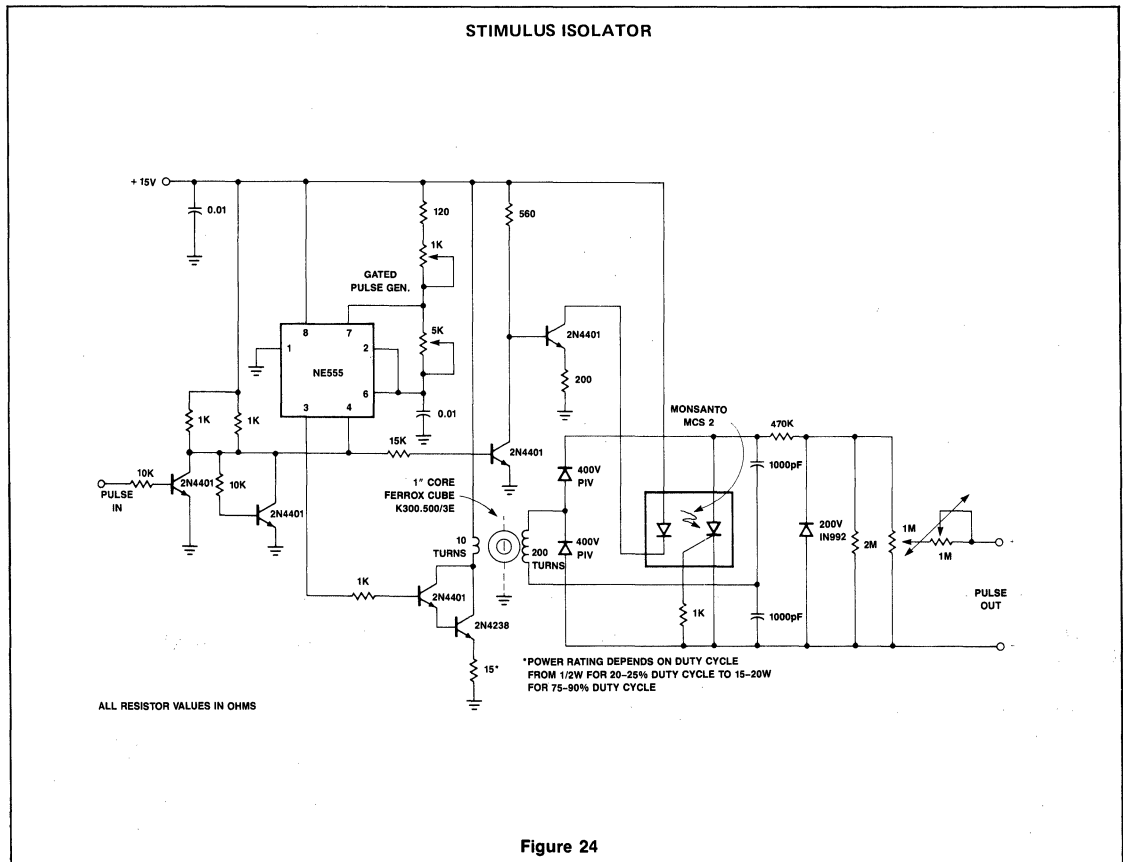 STIMULUS ISOLATOR
+ 15V
0.01
120
560
1K
GATED
PULSE GEN.
8
7
5K
2N4401
1
2
NE555
200
6
3
4
0.01
MONSANTO
MCS 2
470K
1K
1K
15K
2N4401
1000pF
10K
2N4401
10K
400V
PIV
PULSE
IN
2N4401
1" CORE
FERROX CUBE
K300.500/3E
200V
IN992
1M
2M
+
10
TURNS
200
TURNS
400V
PIV
1M
1K
2N4401
1K
1000pF
PULSE
OUT
2N4238
-
15*
*POWER RATING DEPENDS ON DUTY CYCLE
FROM 1/2W FOR 20–25% DUTY CYCLE TO 15–20W
FOR 75–90% DUTY CYCLE
ALL RESISTOR VALUES IN OHMS
Figure 24